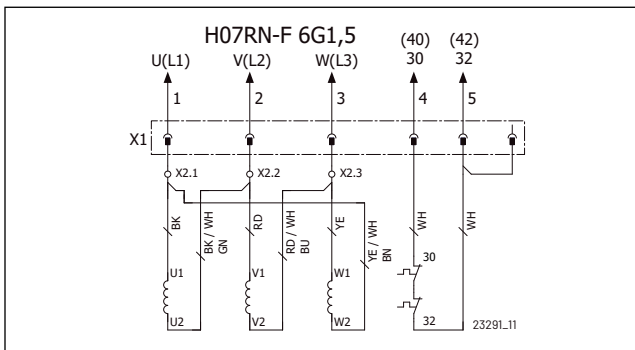 H07RN-F 6G1,5
(40) (42)
U(L1) V(L2) W(L3) 30 32
1 2 3 4 5
X1
X2.1 X2.2 X2.3
BK
BK / WH
GN
RD
RD / WH
BU
YE
YE / WH
BN
WH
WH
U1 V1 W1 30
U2 V2 W2 32
23291_11